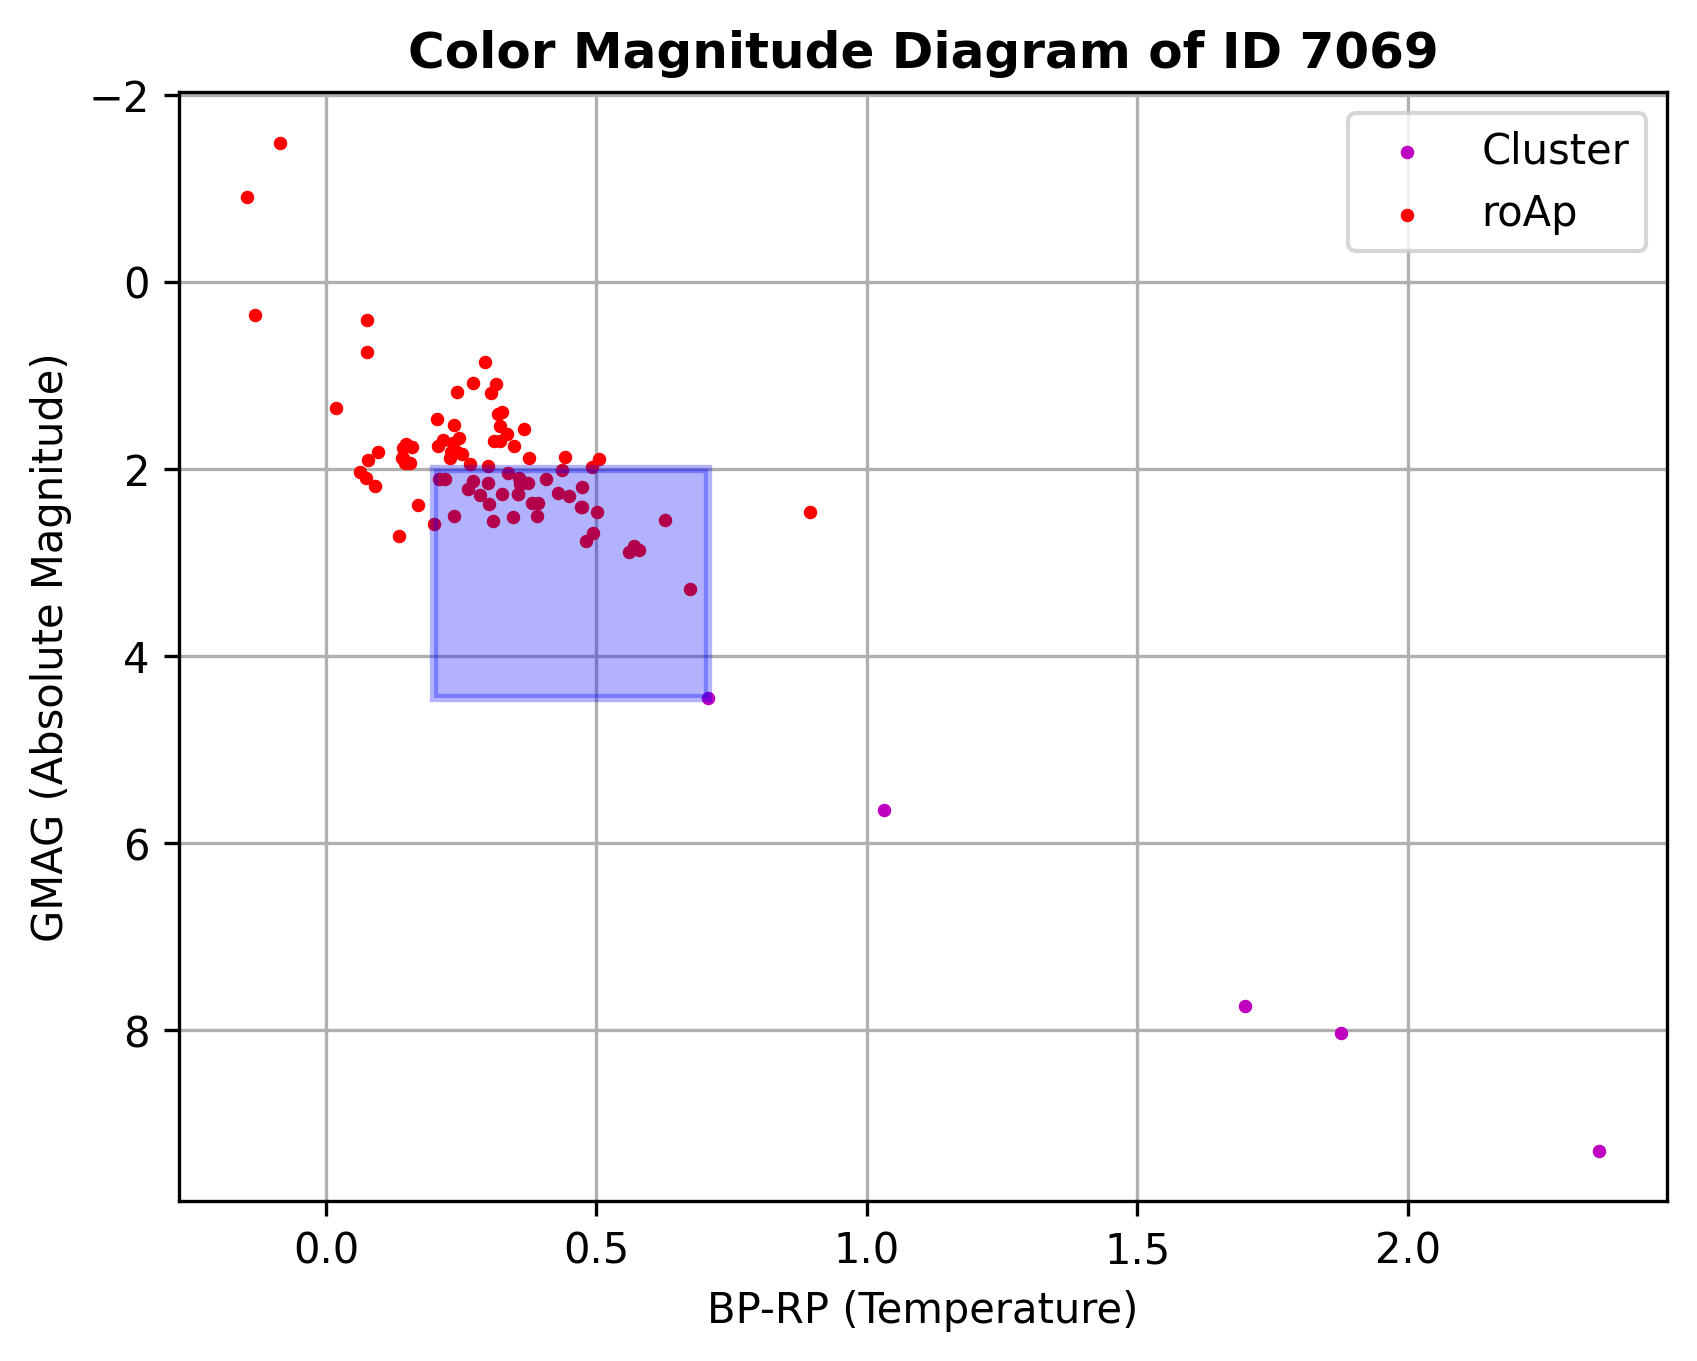 Color Magnitude Diagram of ID 7069
Cluster
roAp
GMAG (Absolute Magnitude)
−2
0
2
4
6
8
0.0 0.5 1.0 1.5 2.0
BP-RP (Temperature)